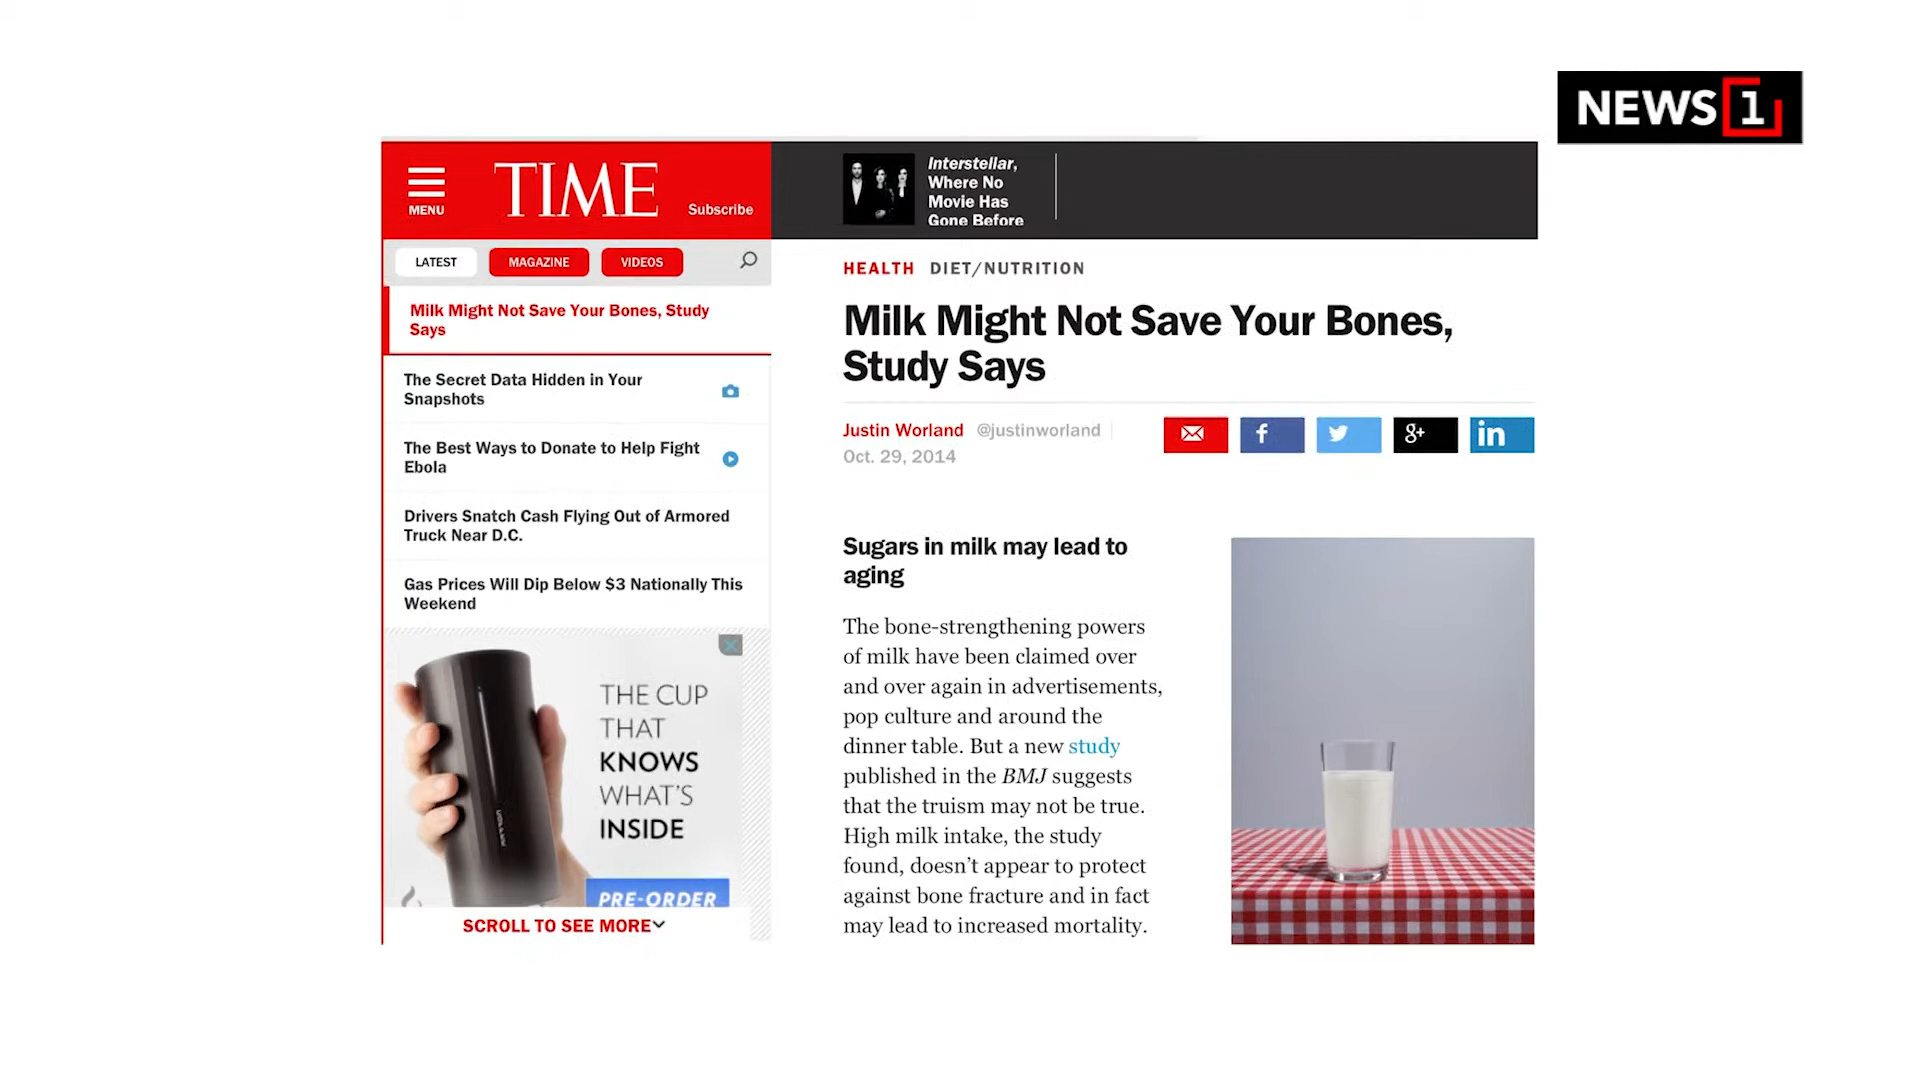 NEWS 1
MENU
TIME
Subscribe
Interstellar,
Where No
Movie Has
Gone Before
LATEST
MAGAZINE
VIDEOS
Milk Might Not Save Your Bones, Study
Says
The Secret Data Hidden in Your
Snapshots
The Best Ways to Donate to Help Fight
Ebola
Drivers Snatch Cash Flying Out of Armored
Truck Near D.C.
Gas Prices Will Dip Below $3 Nationally This
Weekend
THE CUP
THAT
KNOWS
WHAT'S
INSIDE
PRE-ORDER
SCROLL TO SEE MORE
HEALTH DIET/NUTRITION
Milk Might Not Save Your Bones,
Study Says
Justin Worland @justinworland
Oct. 29, 2014
f
g+
in
Sugars in milk may lead to
aging
The bone-strengthening powers
of milk have been claimed over
and over again in advertisements,
pop culture and around the
dinner table. But a new study
published in the BMJ suggests
that the truism may not be true.
High milk intake, the study
found, doesn't appear to protect
against bone fracture and in fact
may lead to increased mortality.